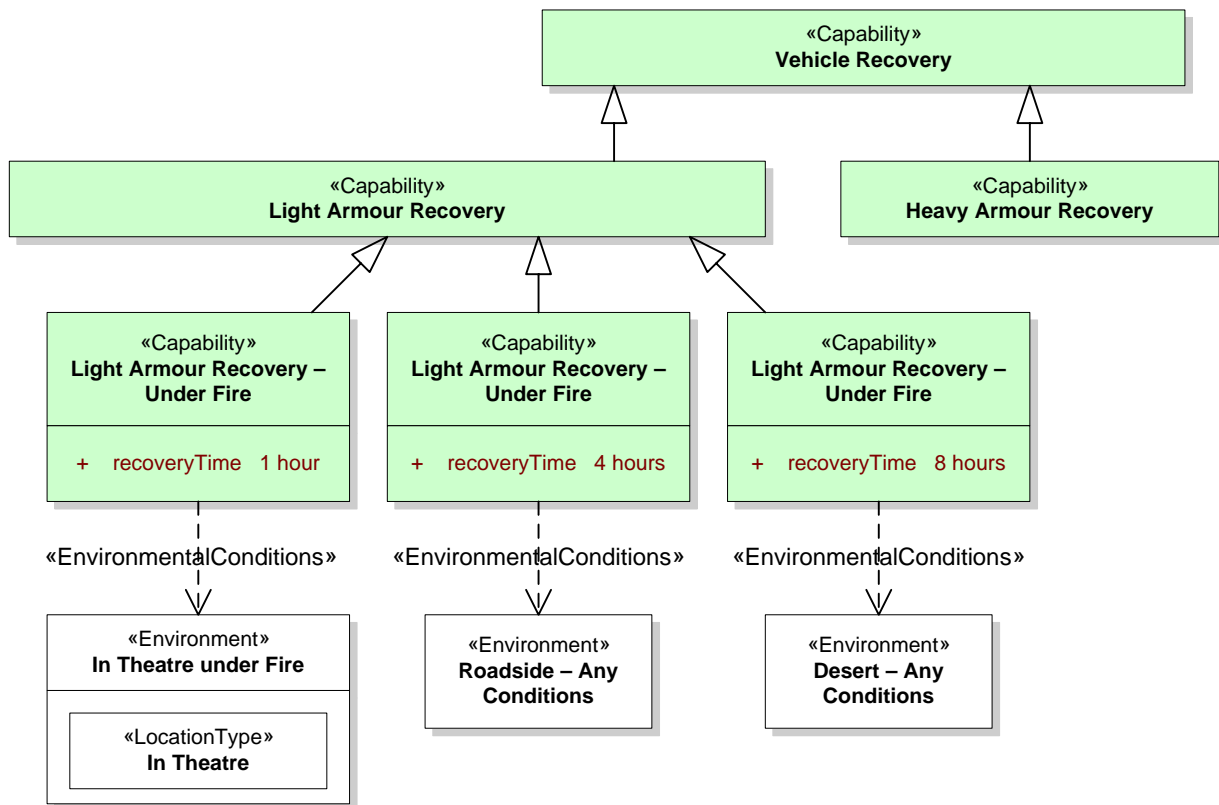 «Capability»
Vehicle Recovery
«Capability»
Light Armour Recovery
«Capability»
Heavy Armour Recovery
«Capability»
Light Armour Recovery –
Under Fire
+ recoveryTime 1 hour
«Capability»
Light Armour Recovery –
Under Fire
+ recoveryTime 4 hours
«Capability»
Light Armour Recovery –
Under Fire
+ recoveryTime 8 hours
«EnvironmentalConditions»
«EnvironmentalConditions»
«EnvironmentalConditions»
«Environment»
In Theatre under Fire
«LocationType»
In Theatre
«Environment»
Roadside – Any
Conditions
«Environment»
Desert – Any
Conditions